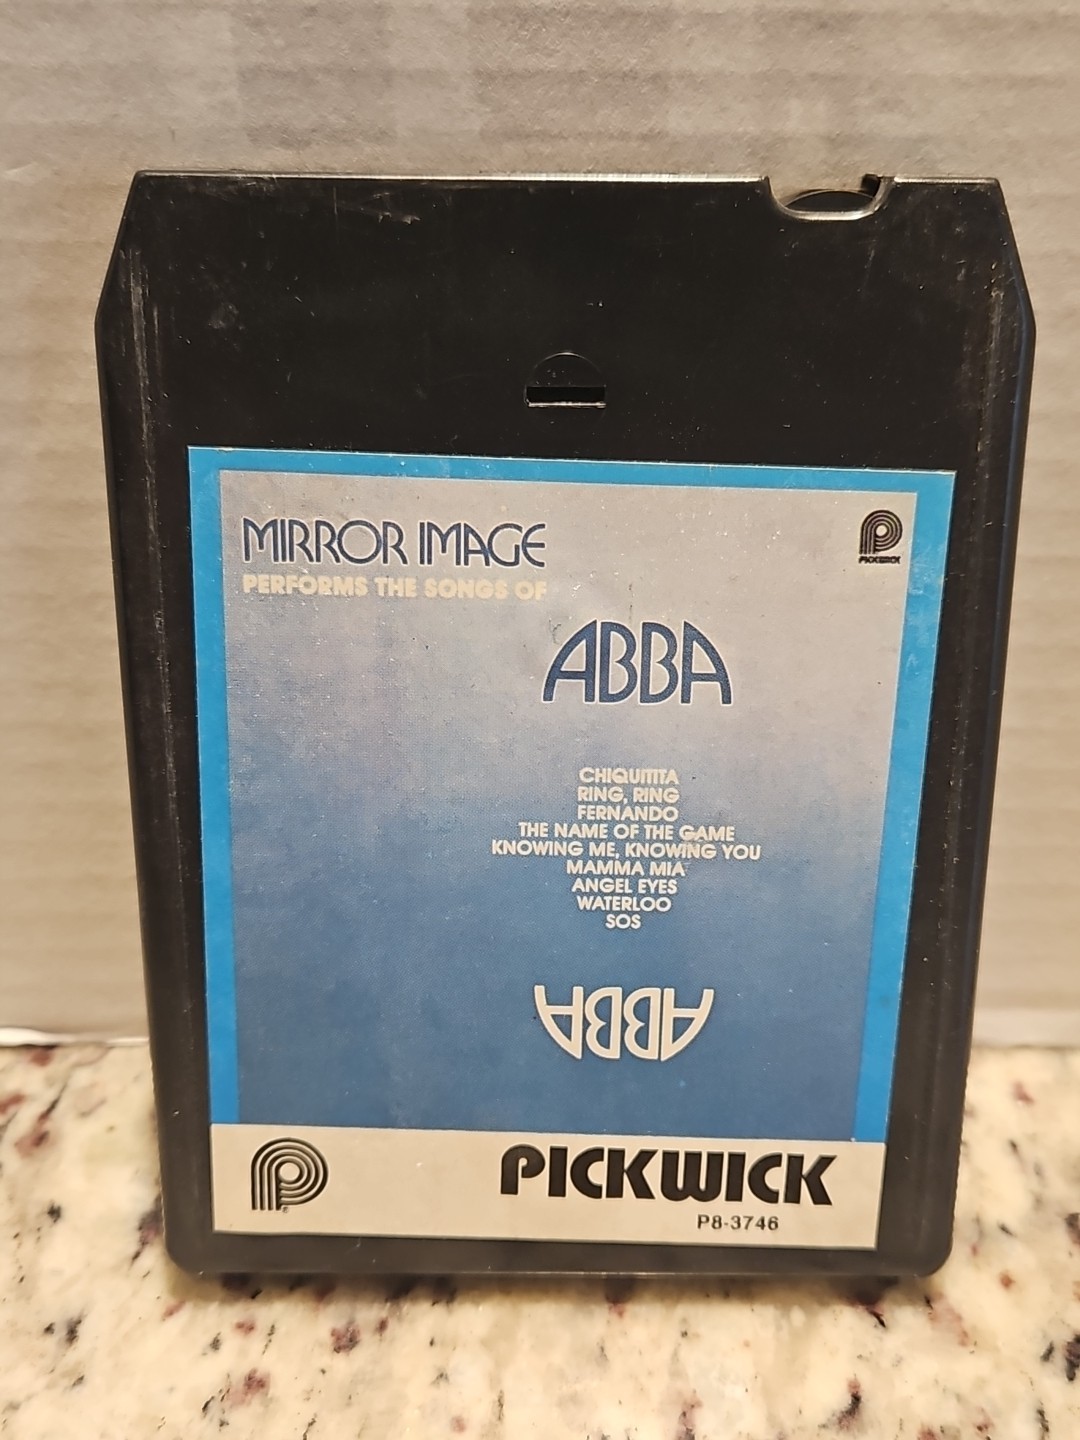 MIRROR IMAGE
PICKWICK
PERFORMS THE SONGS OF
ABBA
CHIQUITITA
RING, RING
FERNANDO
THE NAME OF THE GAME
KNOWING ME, KNOWING YOU
MAMMA MIA
ANGEL EYES
WATERLOO
SOS
ABBA
PICKWICK
P8-3746